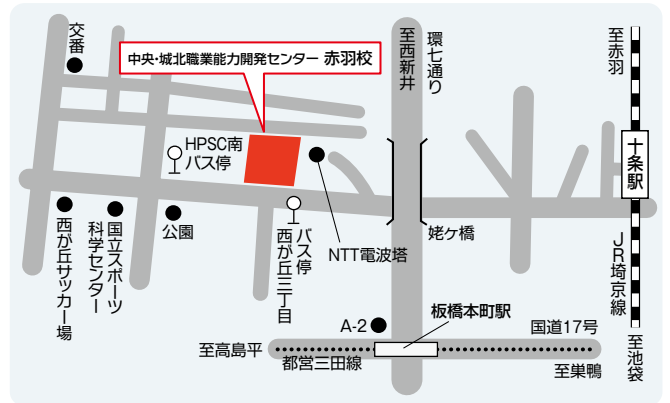 交番
中央・城北職業能力開発センター 赤羽校
至西新井
環七通り
至赤羽
HPSC南
バス停
十条駅
西が丘サッカー場
国立スポーツ
科学センター
公園
バス停
西が丘三丁目
NTT電波塔
姥ケ橋
JR埼京線
A-2
板橋本町駅
国道17号
至高島平
都営三田線
至巣鴨
至池袋